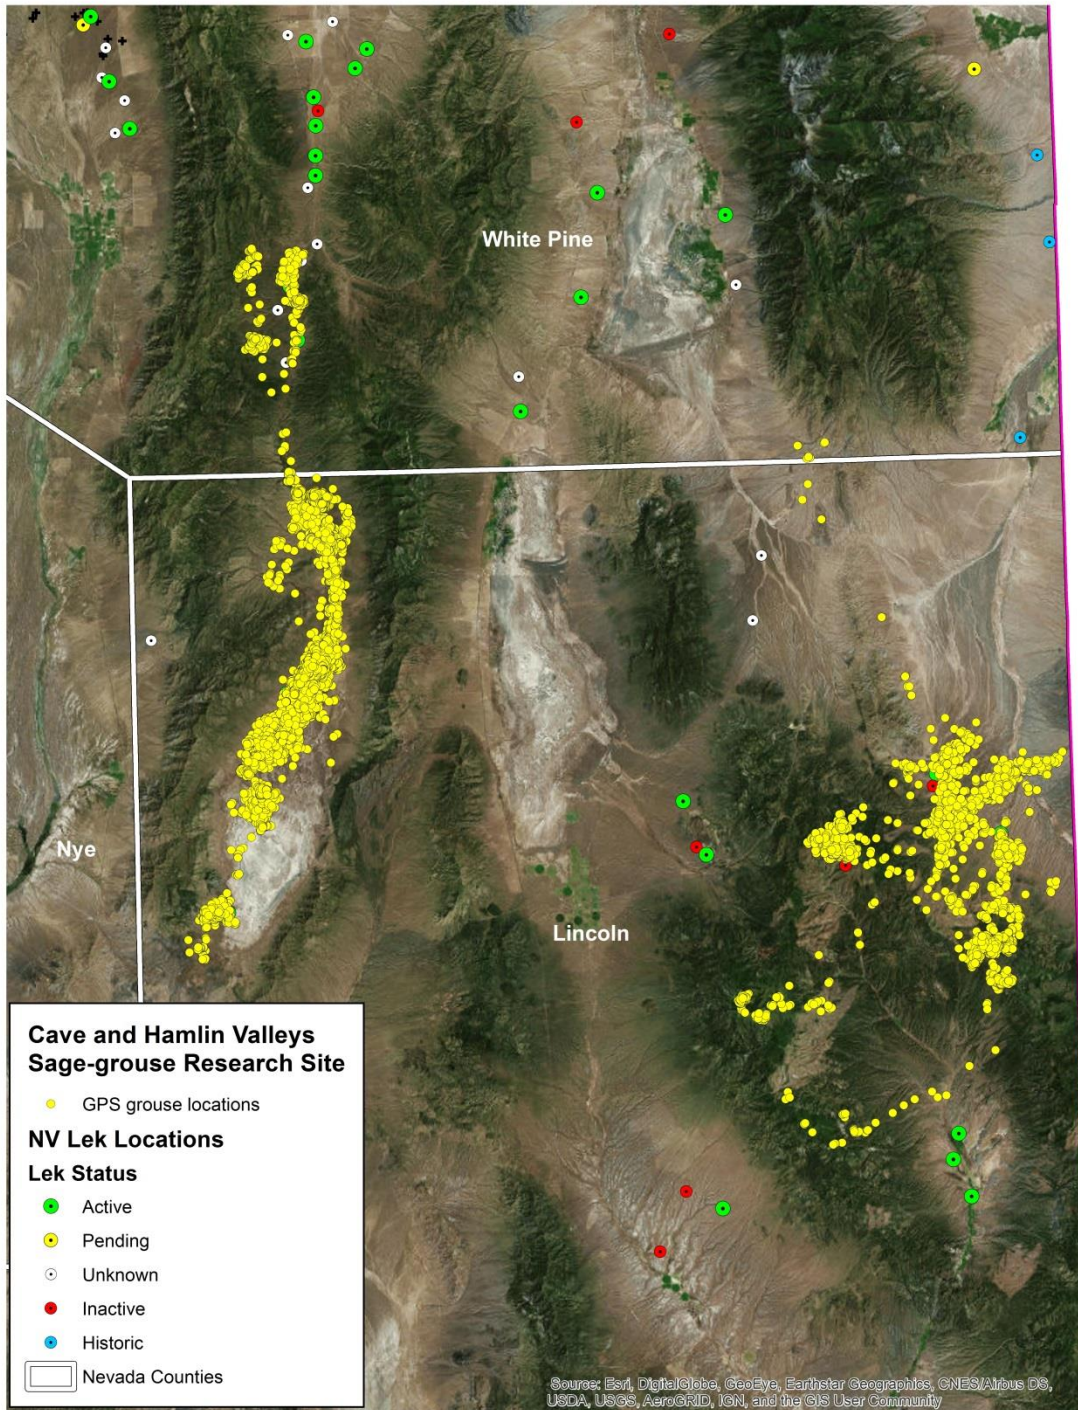 White Pine
Nye
Lincoln
Cave and Hamlin Valleys
Sage-grouse Research Site
GPS grouse locations
NV Lek Locations
Lek Status
Active
Pending
Unknown
Inactive
Historic
Nevada Counties
Source: Esri, DigitalGlobe, GeoEye, Earthstar Geographics, CNES/Airbus DS,
USDA, USGS, AeroGRID, IGN, and the GIS User Community